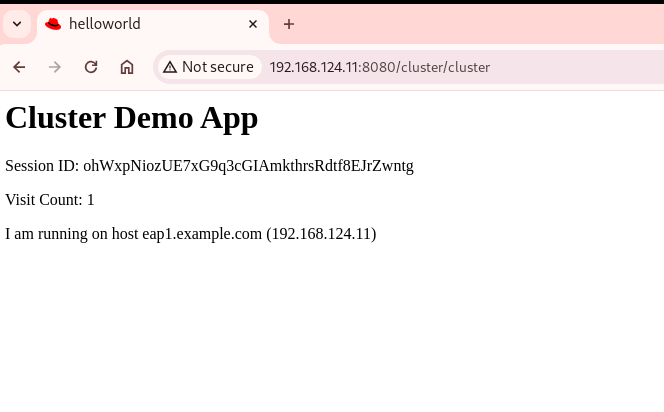 helloworld
Not secure 192.168.124.11:8080/cluster/cluster
Cluster Demo App
Session ID: ohWxpNiozUE7xG9q3cGIAmkthrsRdtf8EJrZwntg
Visit Count: 1
I am running on host eap1.example.com (192.168.124.11)